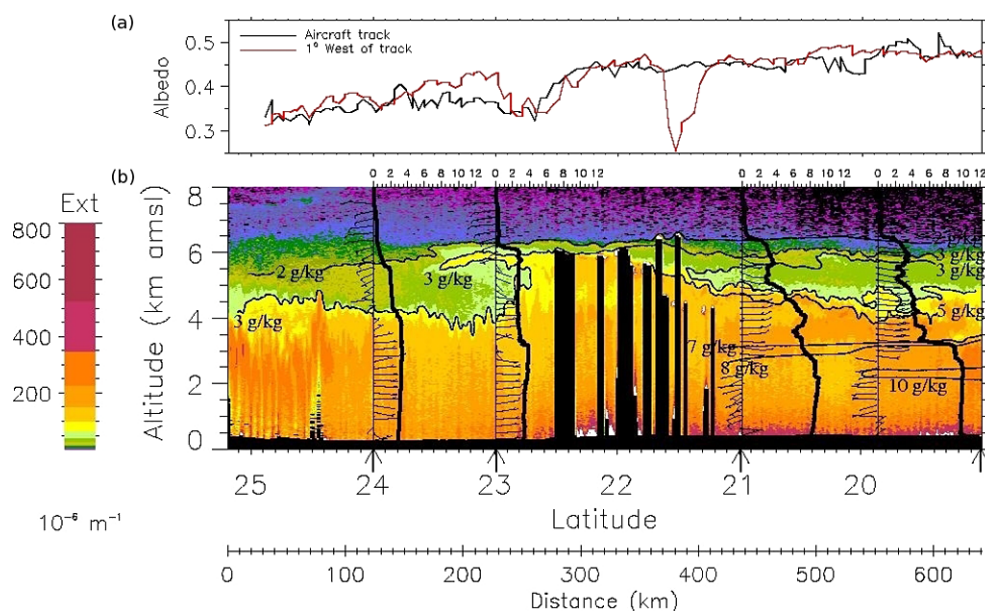 (a)
Aircraft track
1° West of track
0.5
0.4
0.3
Albedo
(b)
0 2 4 6 8 10 12
0 2 4 6 8 10 12
0 2 4 6 8 10 12
0 2 4 6 8 10 12
Ext
800
600
400
200
10⁻⁶ m⁻¹
Altitude (km amsl)
8
6
4
2
0
2 g/kg
3 g/kg
3 g/kg
3 g/kg
3 g/kg
5 g/kg
7 g/kg
8 g/kg
10 g/kg
25 24 23 22 21 20
Latitude
0 100 200 300 400 500 600
Distance (km)